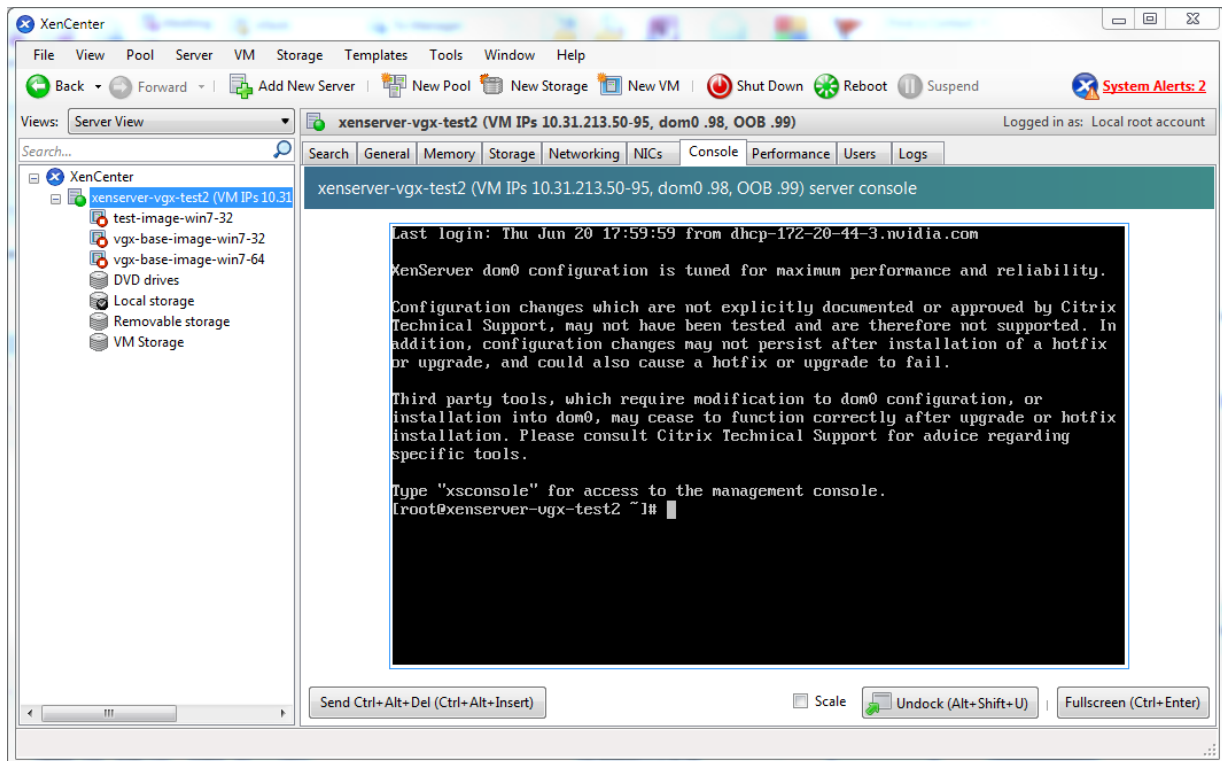 XenCenter
File View Pool Server VM Storage Templates Tools Window Help
Back Forward Add New Server New Pool New Storage New VM Shut Down Reboot Suspend System Alerts: 2
Views: Server View
xenserver-vgx-test2 (VM IPs 10.31.213.50-95, dom0 .98, OOB .99) Logged in as: Local root account
Search...
Search General Memory Storage Networking NICs Console Performance Users Logs
XenCenter
xenserver-vgx-test2 (VM IPs 10.31
test-image-win7-32
vgx-base-image-win7-32
vgx-base-image-win7-64
DVD drives
Local storage
Removable storage
VM Storage
xenserver-vgx-test2 (VM IPs 10.31.213.50-95, dom0 .98, OOB .99) server console
Last login: Thu Jun 20 17:59:59 from dhcp-172-20-44-3.nvidia.com
XenServer dom0 configuration is tuned for maximum performance and reliability.
Configuration changes which are not explicitly documented or approved by Citrix
Technical Support, may not have been tested and are therefore not supported. In
addition, configuration changes may not persist after installation of a hotfix
or upgrade, and could also cause a hotfix or upgrade to fail.
Third party tools, which require modification to dom0 configuration, or
installation into dom0, may cease to function correctly after upgrade or hotfix
installation. Please consult Citrix Technical Support for advice regarding
specific tools.
Type "xsconsole" for access to the management console.
[root@xenserver-vgx-test2 ~]#
Send Ctrl+Alt+Del (Ctrl+Alt+Insert) Scale Undock (Alt+Shift+U) Fullscreen (Ctrl+Enter)